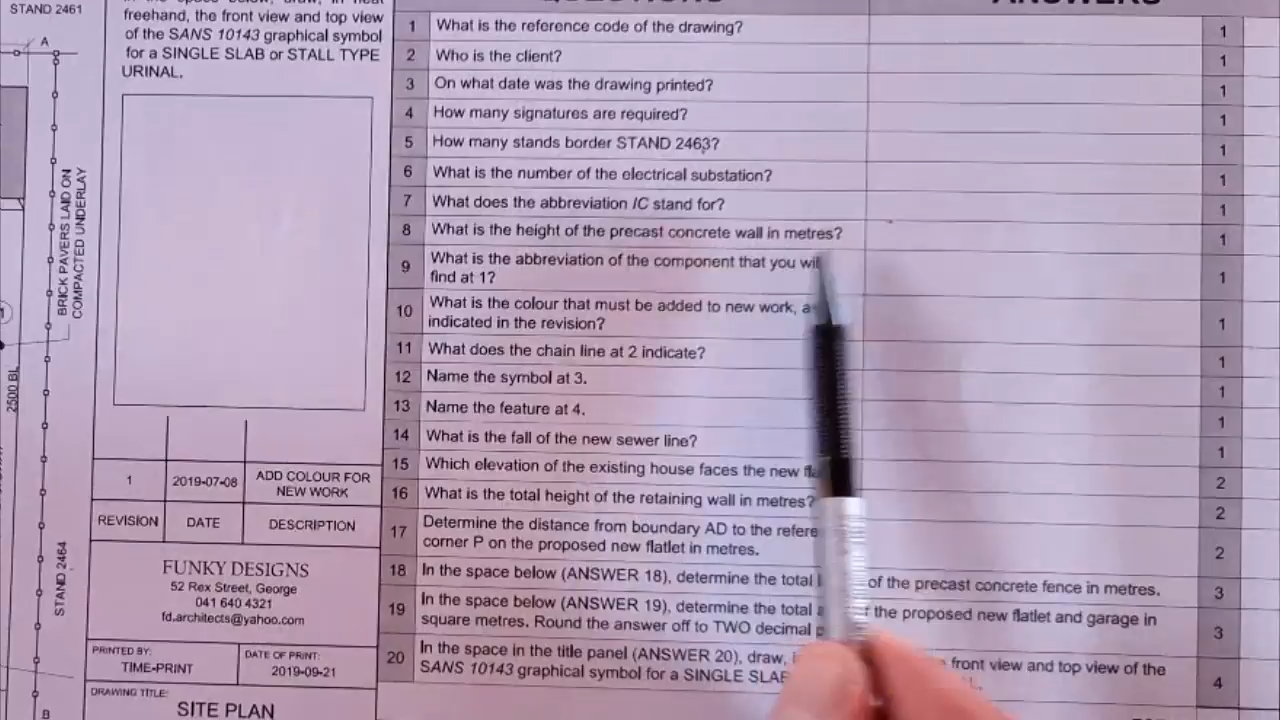 STAND 2461
A
BRICK PAVERS LAID ON
COMPACTED UNDERLAY
2500 BL
STAND 2464
B
freehand, the front view and top view
of the SANS 10143 graphical symbol
for a SINGLE SLAB or STALL TYPE
URINAL.
1 2019-07-08 ADD COLOUR FOR
NEW WORK
REVISION DATE DESCRIPTION
FUNKY DESIGNS
52 Rex Street, George
041 640 4321
fd.architects@yahoo.com
PRINTED BY:
TIME-PRINT
DATE OF PRINT:
2019-09-21
DRAWING TITLE:
SITE PLAN
QUESTIONS ANSWERS
1 What is the reference code of the drawing? 1
2 Who is the client? 1
3 On what date was the drawing printed? 1
4 How many signatures are required? 1
5 How many stands border STAND 2463? 1
6 What is the number of the electrical substation? 1
7 What does the abbreviation IC stand for? 1
8 What is the height of the precast concrete wall in metres? 1
9 What is the abbreviation of the component that you
find at 1? 1
10 What is the colour that must be added to new work,
indicated in the revision? 1
11 What does the chain line at 2 indicate? 1
12 Name the symbol at 3. 1
13 Name the feature at 4. 1
14 What is the fall of the new sewer line? 1
15 Which elevation of the existing house faces the new 2
16 What is the total height of the retaining wall in metres? 2
17 Determine the distance from boundary AD to the
corner P on the proposed new flatlet in metres. 2
18 In the space below (ANSWER 18), determine the total of the precast concrete fence in metres. 3
19 In the space below (ANSWER 19), determine the total the proposed new flatlet and garage in
square metres. Round the answer off to TWO decimal 3
20 In the space in the title panel (ANSWER 20), draw, front view and top view of the
SANS 10143 graphical symbol for a SINGLE 4